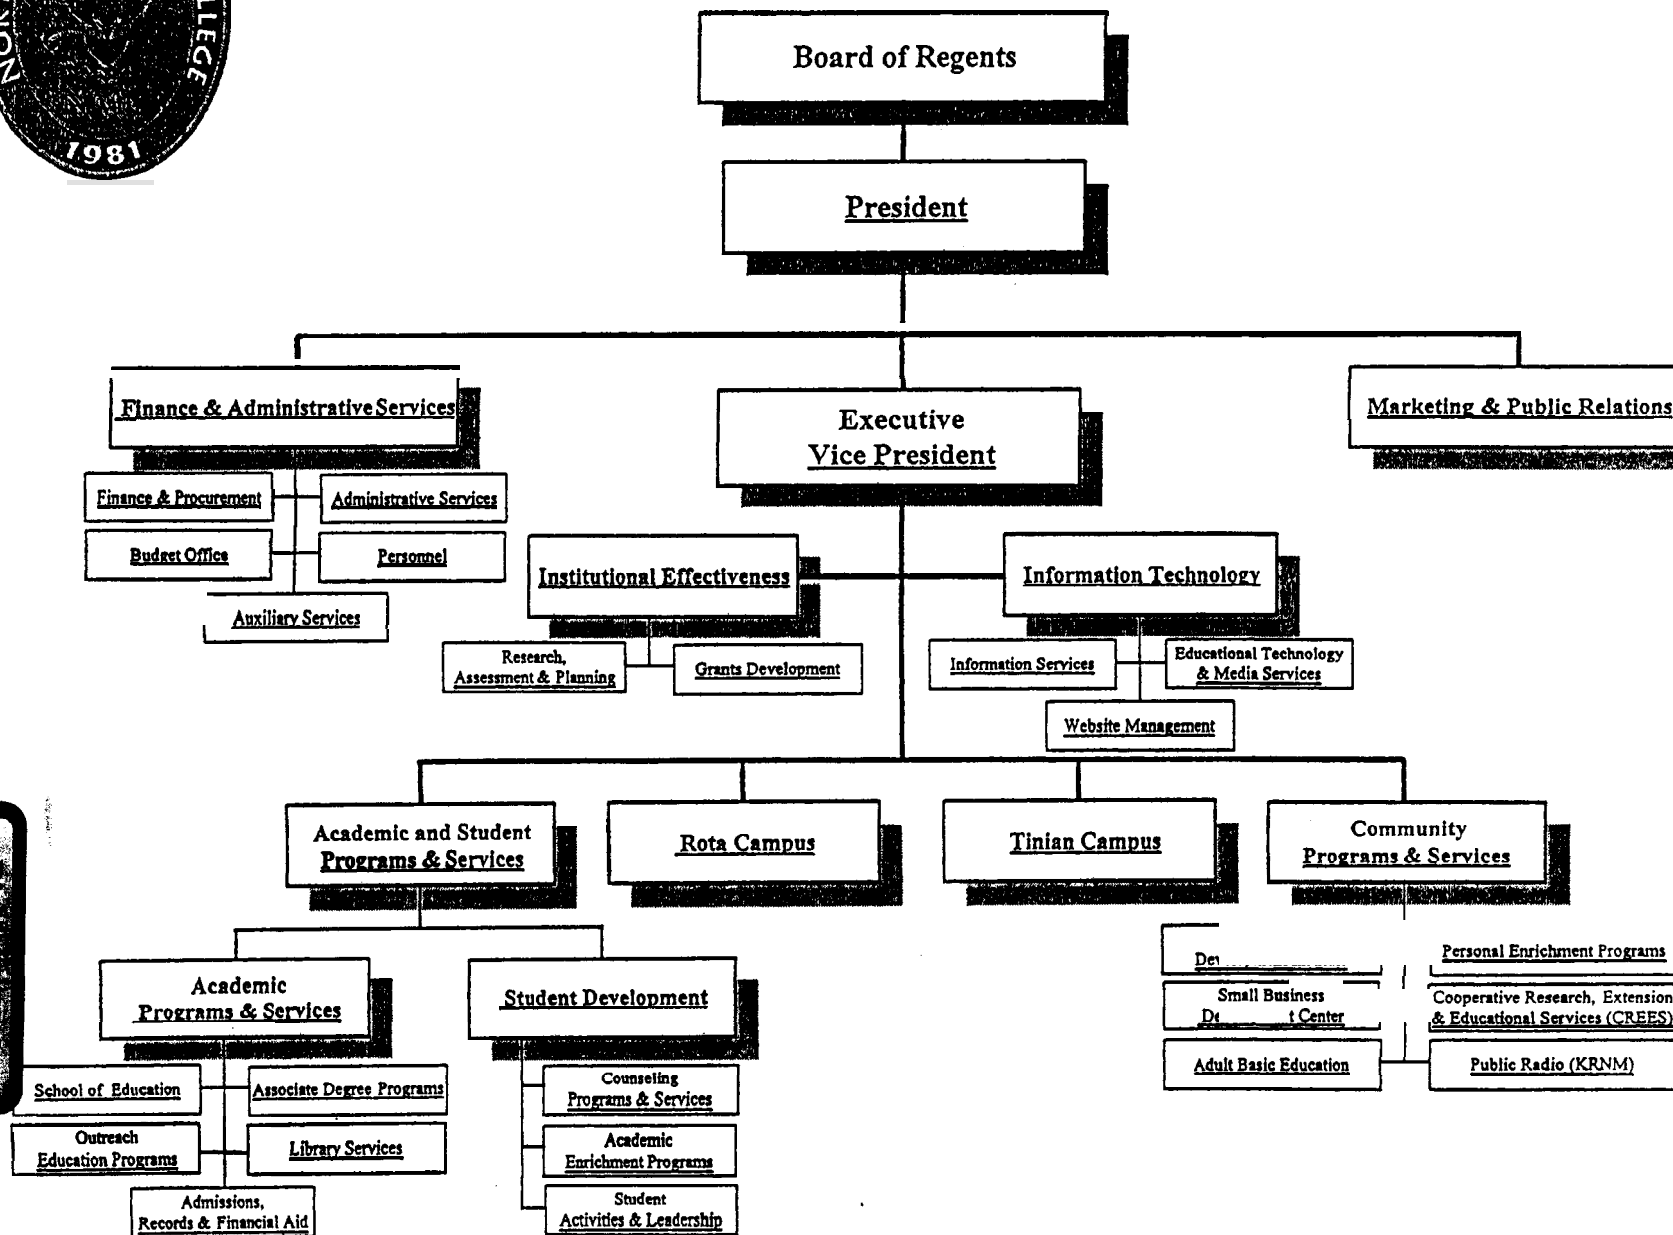 LLEGE
1981
Board of Regents
President
Finance & Administrative Services
Executive
Vice President
Marketing & Public Relations
Finance & Procurement
Administrative Services
Budget Office
Personnel
Auxiliary Services
Institutional Effectiveness
Information Technology
Research,
Assessment & Planning
Grants Development
Information Services
Educational Technology
& Media Services
Website Management
Academic and Student
Programs & Services
Rota Campus
Tinian Campus
Community
Programs & Services
Academic
Programs & Services
Student Development
Personal Enrichment Programs
Small Business
Center
Cooperative Research, Extension
& Educational Services (CREES)
Adult Basic Education
Public Radio (KRNM)
School of Education
Associate Degree Programs
Outreach
Education Programs
Library Services
Admissions,
Records & Financial Aid
Counseling
Programs & Services
Academic
Enrichment Programs
Student
Activities & Leadership